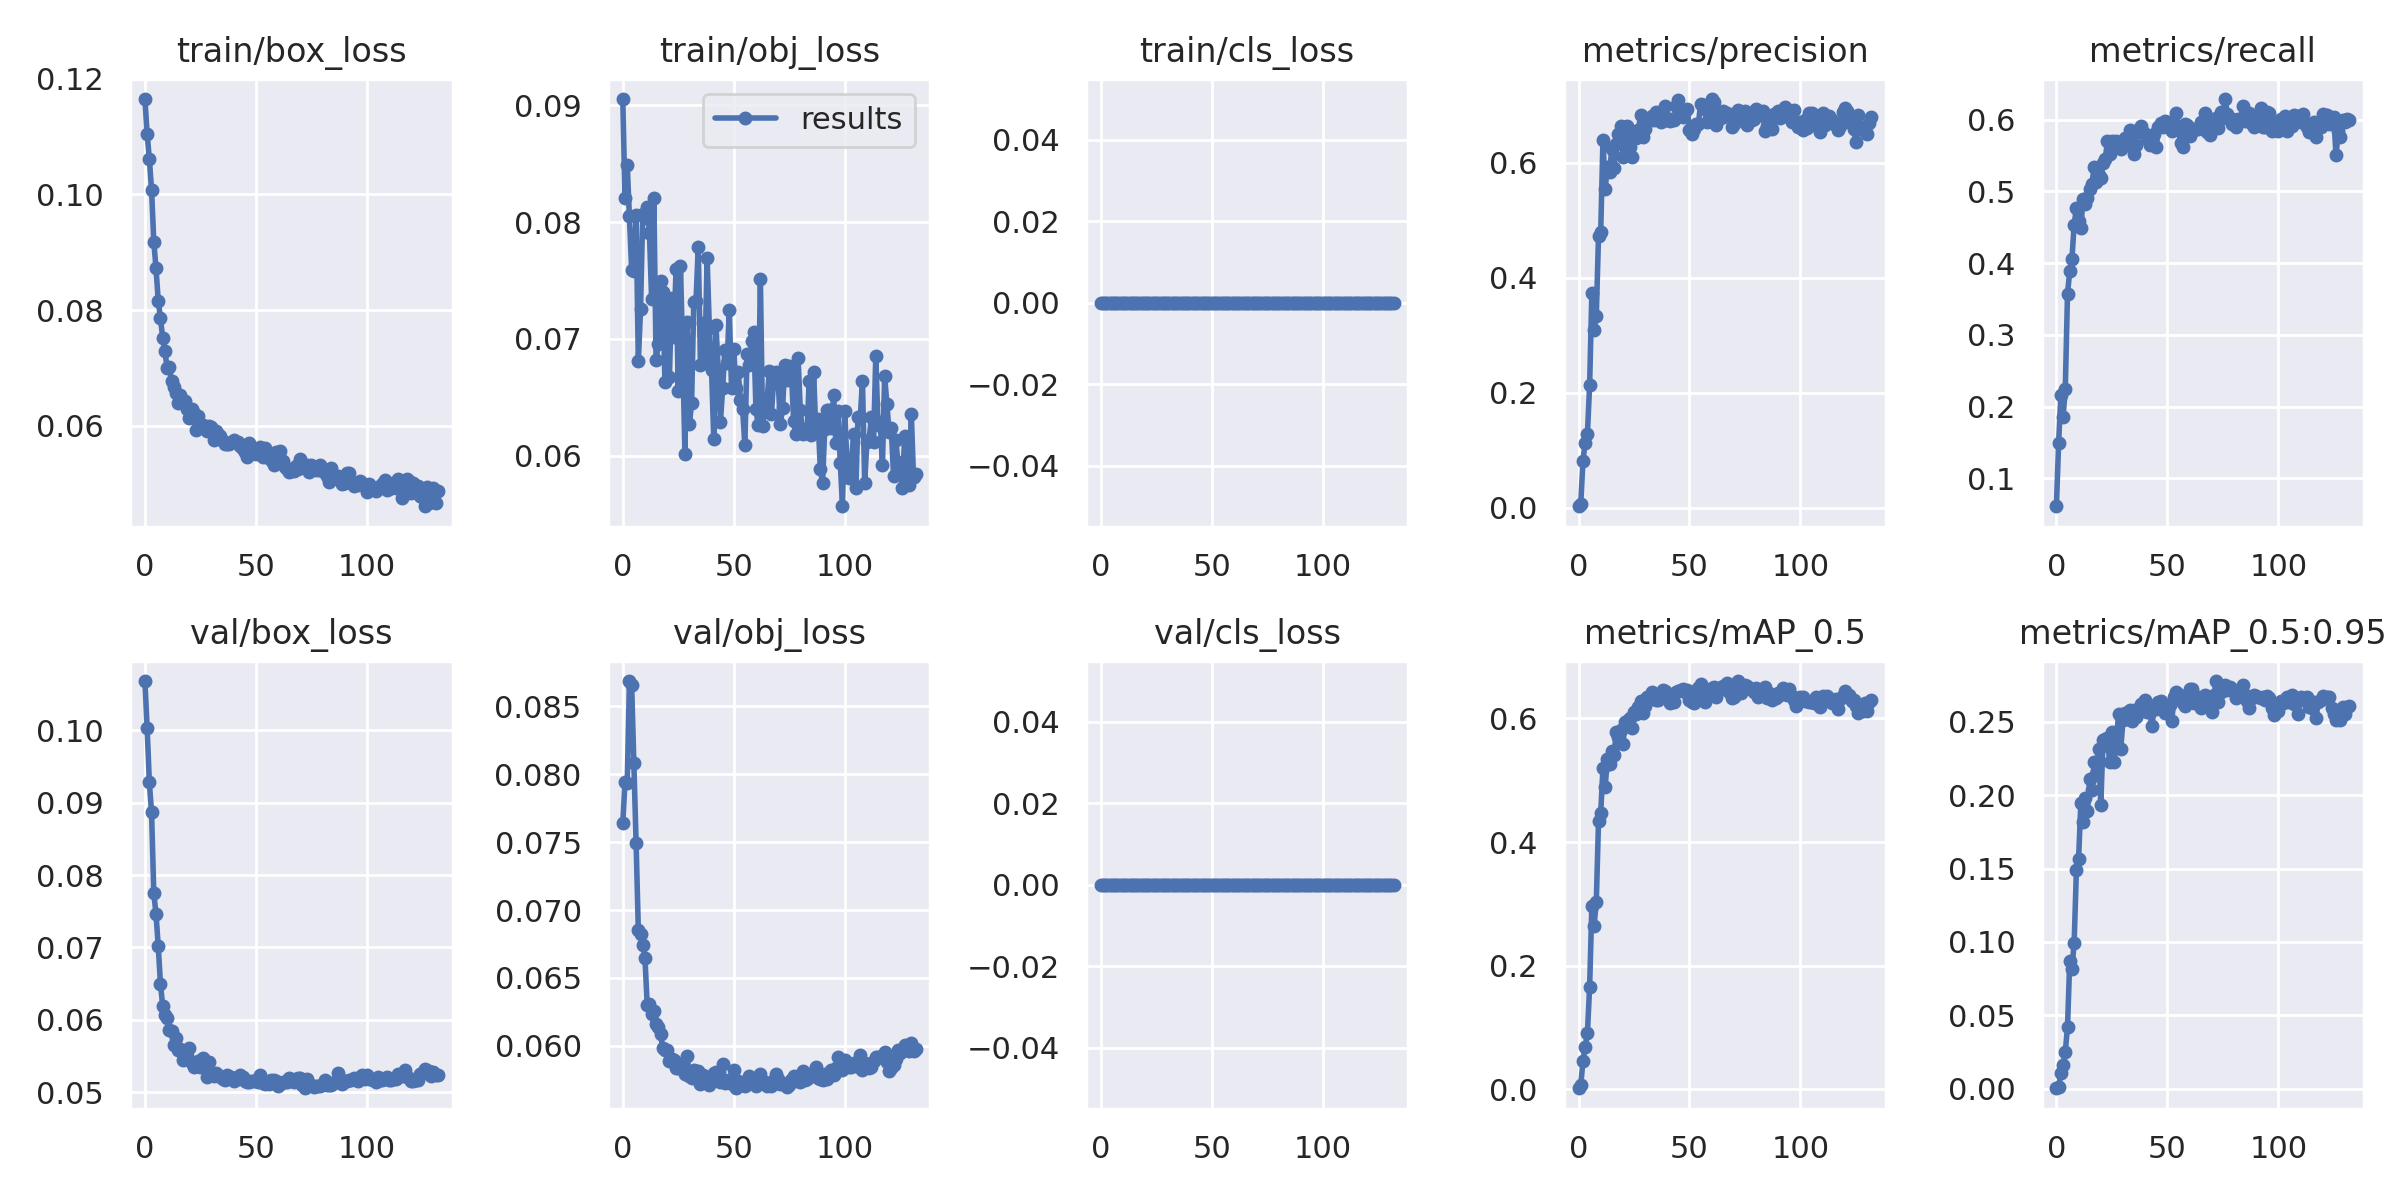 train/box_loss
0.12
0.10
0.08
0.06
0 50 100
train/obj_loss
results
0.09
0.08
0.07
0.06
0 50 100
train/cls_loss
0.04
0.02
0.00
−0.02
−0.04
0 50 100
metrics/precision
0.6
0.4
0.2
0.0
0 50 100
metrics/recall
0.6
0.5
0.4
0.3
0.2
0.1
0 50 100
val/box_loss
0.10
0.09
0.08
0.07
0.06
0.05
0 50 100
val/obj_loss
0.085
0.080
0.075
0.070
0.065
0.060
0 50 100
val/cls_loss
0.04
0.02
0.00
−0.02
−0.04
0 50 100
metrics/mAP_0.5
0.6
0.4
0.2
0.0
0 50 100
metrics/mAP_0.5:0.95
0.25
0.20
0.15
0.10
0.05
0.00
0 50 100